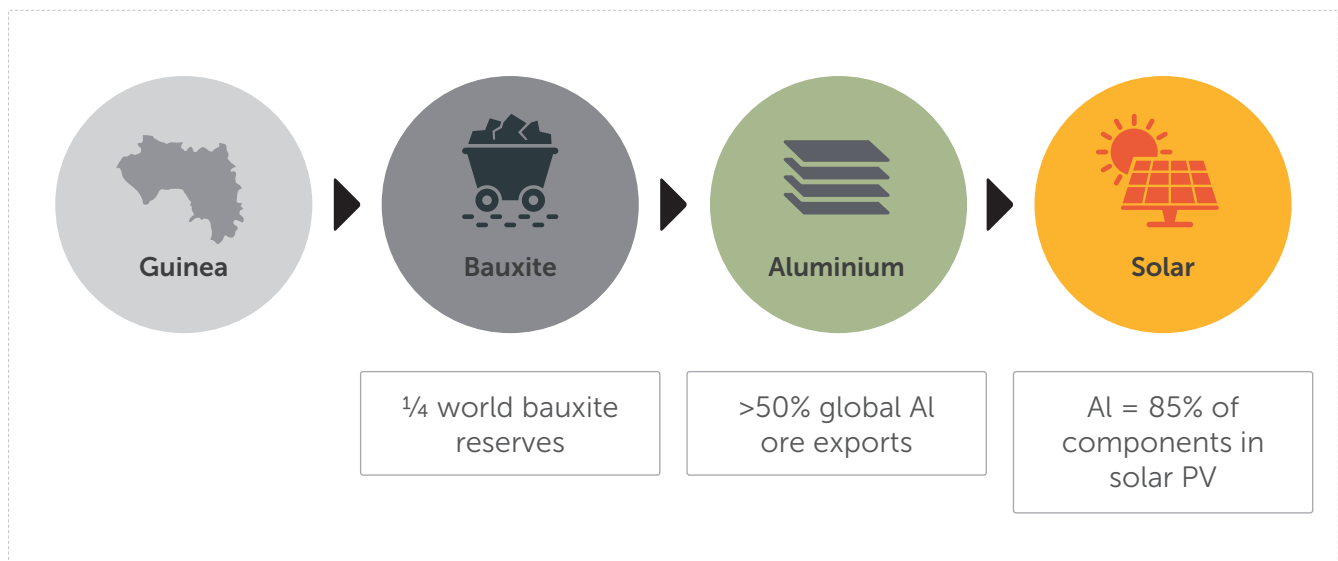 Guinea
Bauxite
Aluminium
Solar
¼ world bauxite
reserves
>50% global Al
ore exports
Al = 85% of
components in
solar PV